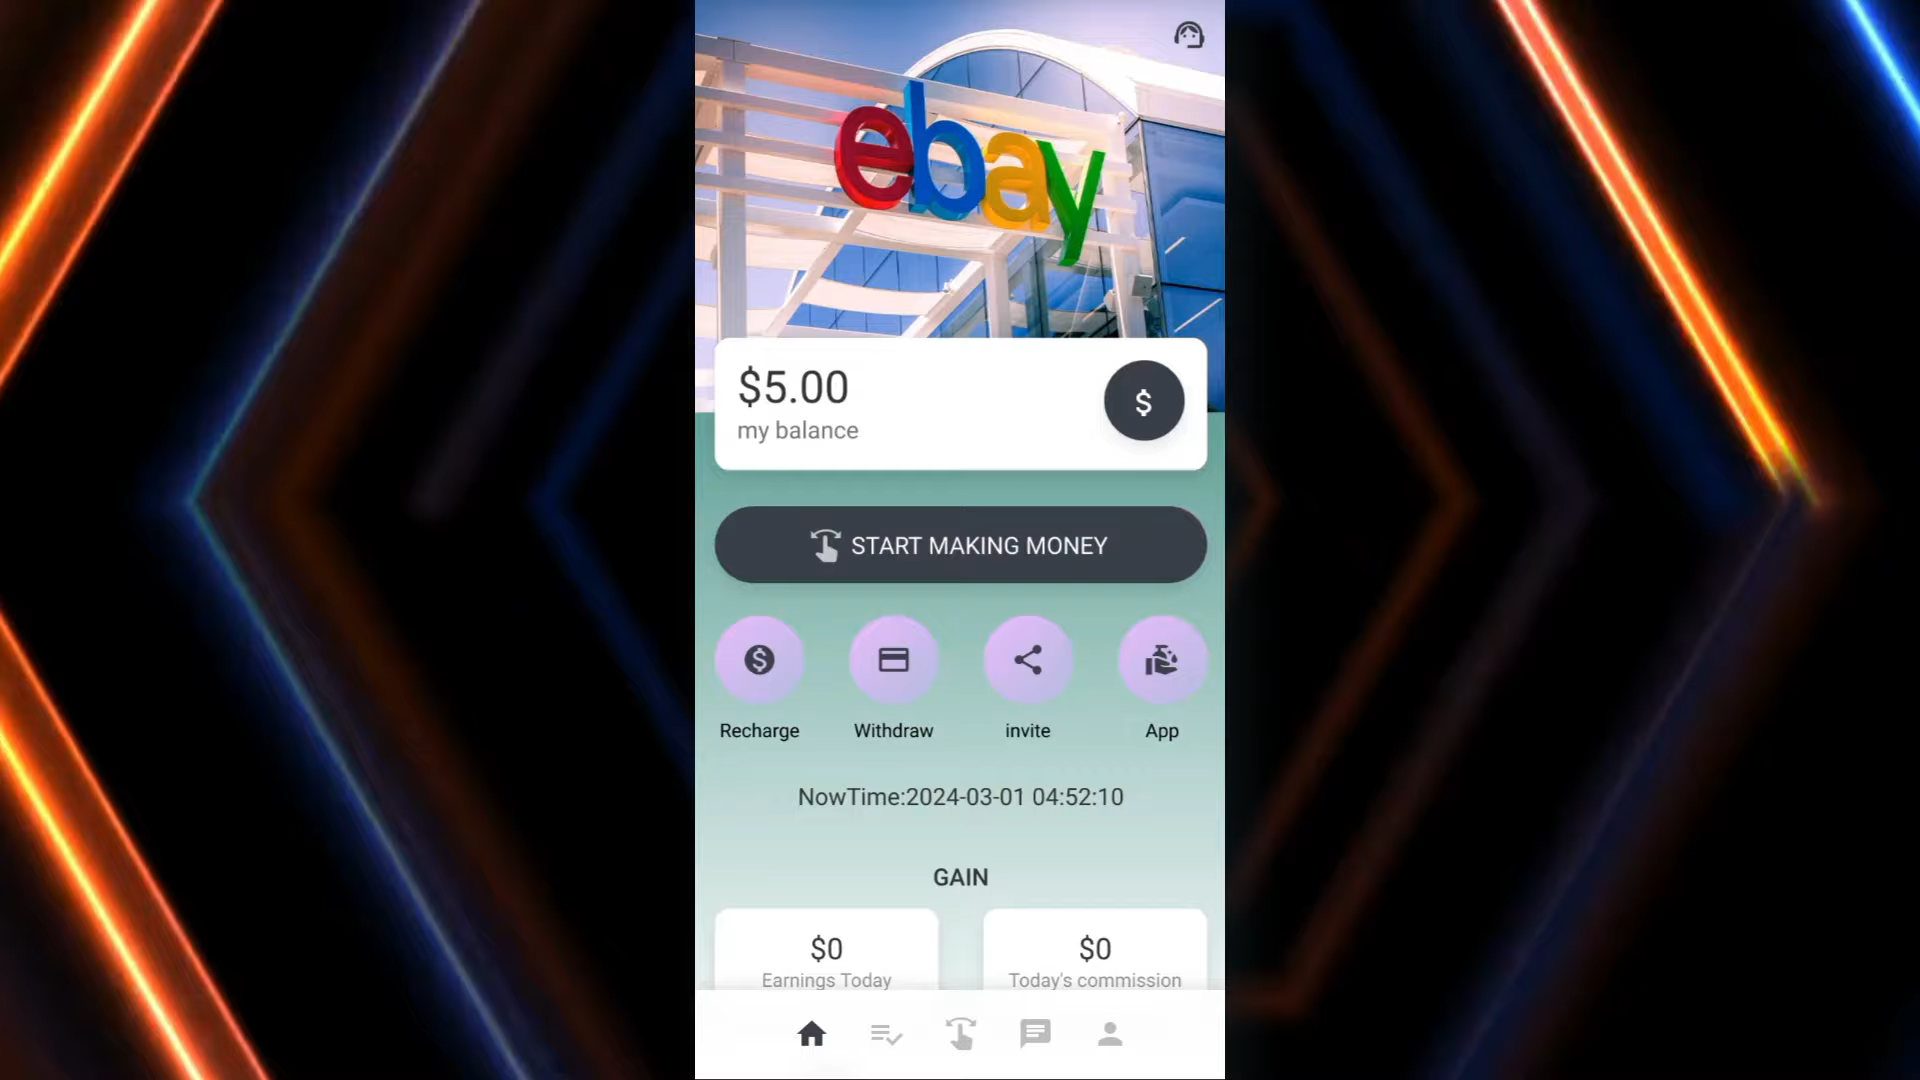 ebay
$5.00
my balance
$
START MAKING MONEY
$
Recharge
Withdraw
invite
App
NowTime:2024-03-01 04:52:10
GAIN
$0
$0
Earnings Today
Today's commission